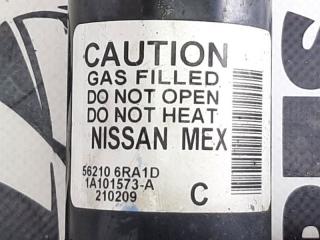 CAUTION
GAS FILLED
DO NOT OPEN
DO NOT HEAT
NISSAN MEX
56210 6RA1D
1A101573-A
210209 C